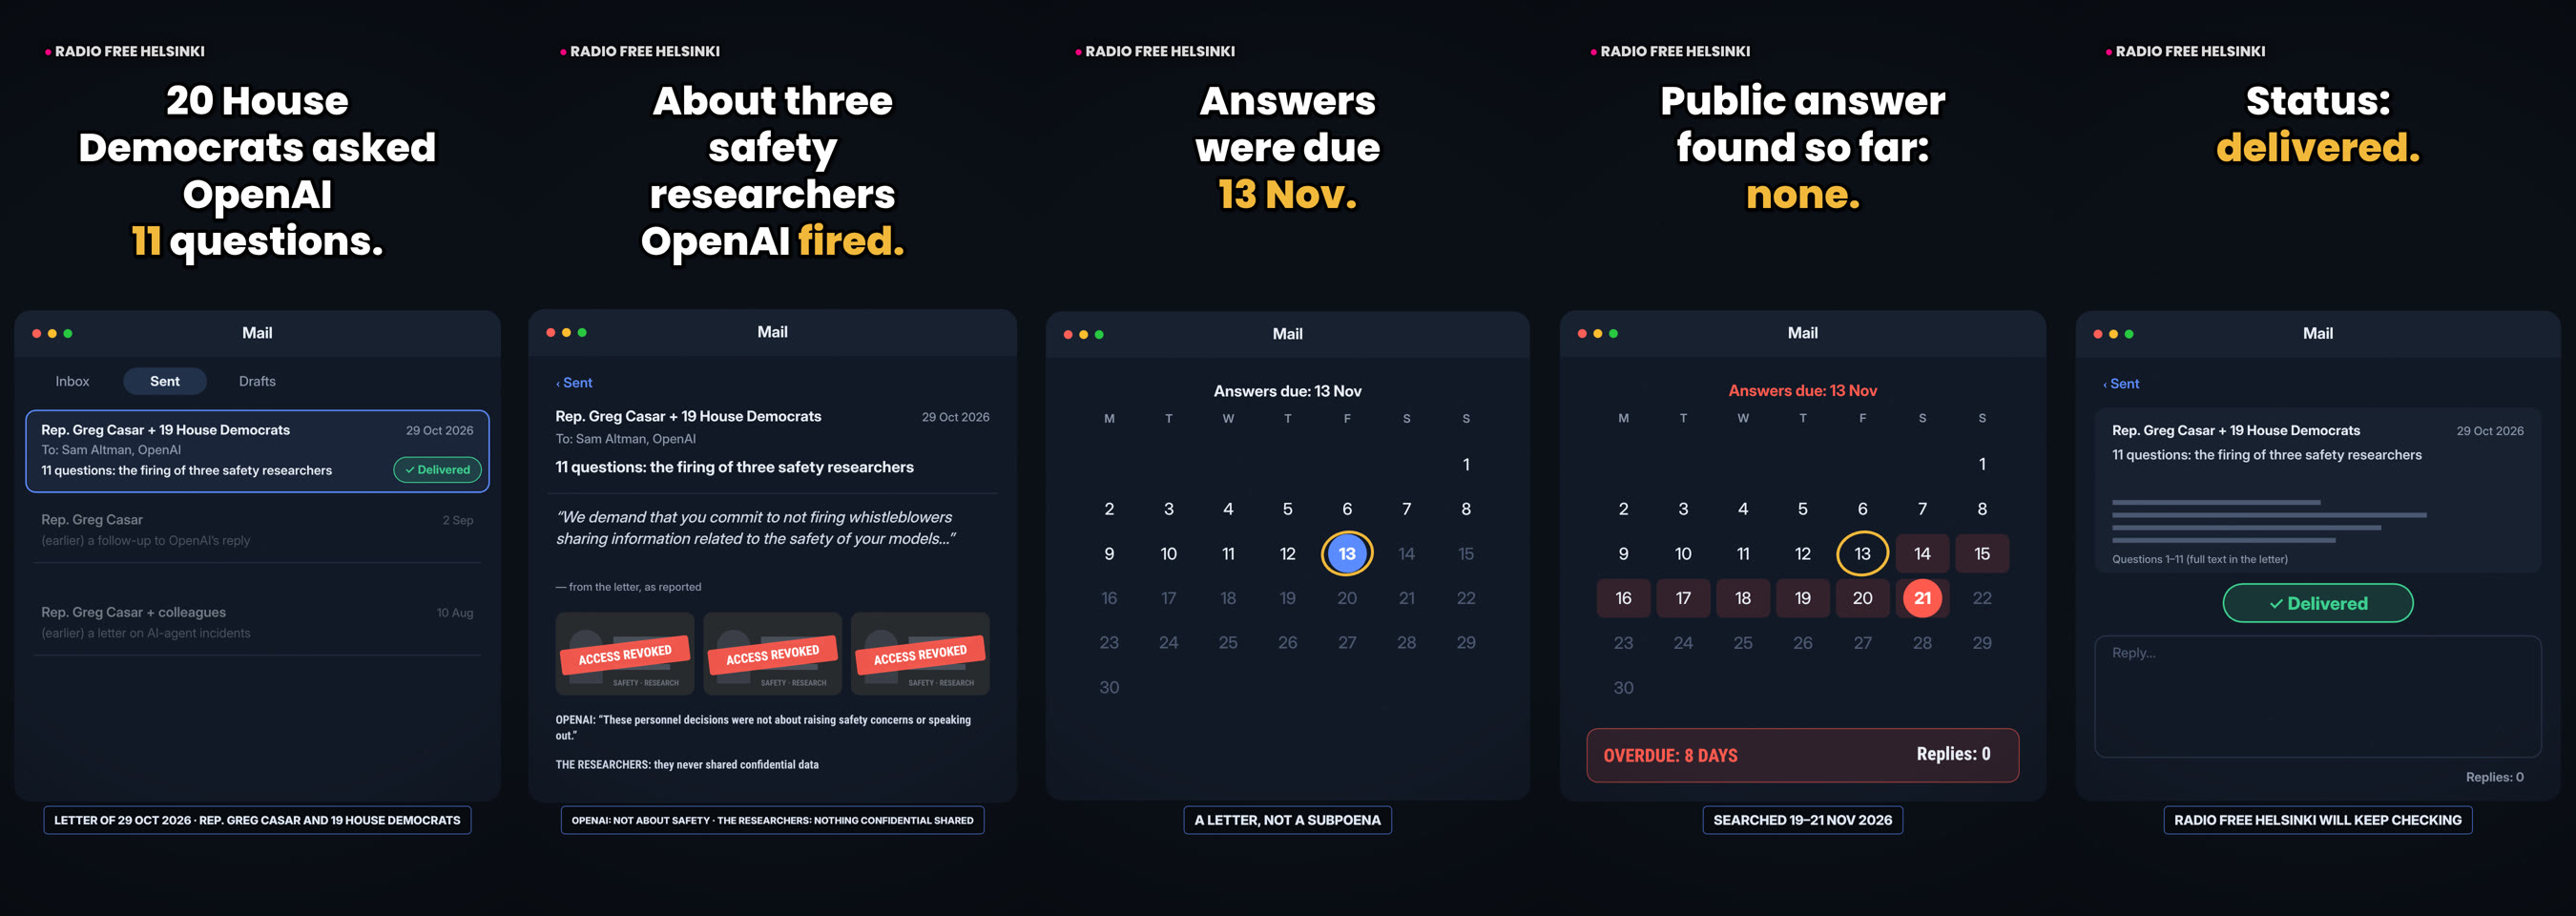 RADIO FREE HELSINKI
20 House
Democrats asked
OpenAI
11 questions.
Mail
Inbox Sent Drafts
Rep. Greg Casar + 19 House Democrats 29 Oct 2026
To: Sam Altman, OpenAI
11 questions: the firing of three safety researchers ✓ Delivered
Rep. Greg Casar 2 Sep
(earlier) a follow-up to OpenAI's reply
Rep. Greg Casar + colleagues 10 Aug
(earlier) a letter on AI-agent incidents
LETTER OF 29 OCT 2026 · REP. GREG CASAR AND 19 HOUSE DEMOCRATS
RADIO FREE HELSINKI
About three
safety
researchers
OpenAI fired.
Mail
‹ Sent
Rep. Greg Casar + 19 House Democrats 29 Oct 2026
To: Sam Altman, OpenAI
11 questions: the firing of three safety researchers
“We demand that you commit to not firing whistleblowers
sharing information related to the safety of your models...”
— from the letter, as reported
ACCESS REVOKED ACCESS REVOKED ACCESS REVOKED
SAFETY · RESEARCH SAFETY · RESEARCH SAFETY · RESEARCH
OPENAI: “These personnel decisions were not about raising safety concerns or speaking
out.”
THE RESEARCHERS: they never shared confidential data
OPENAI: NOT ABOUT SAFETY · THE RESEARCHERS: NOTHING CONFIDENTIAL SHARED
RADIO FREE HELSINKI
Answers
were due
13 Nov.
Mail
Answers due: 13 Nov
M T W T F S S
1
2 3 4 5 6 7 8
9 10 11 12 13 14 15
16 17 18 19 20 21 22
23 24 25 26 27 28 29
30
A LETTER, NOT A SUBPOENA
RADIO FREE HELSINKI
Public answer
found so far:
none.
Mail
Answers due: 13 Nov
M T W T F S S
1
2 3 4 5 6 7 8
9 10 11 12 13 14 15
16 17 18 19 20 21 22
23 24 25 26 27 28 29
30
OVERDUE: 8 DAYS Replies: 0
SEARCHED 19–21 NOV 2026
RADIO FREE HELSINKI
Status:
delivered.
Mail
‹ Sent
Rep. Greg Casar + 19 House Democrats 29 Oct 2026
11 questions: the firing of three safety researchers
Questions 1–11 (full text in the letter)
✓ Delivered
Reply...
Replies: 0
RADIO FREE HELSINKI WILL KEEP CHECKING